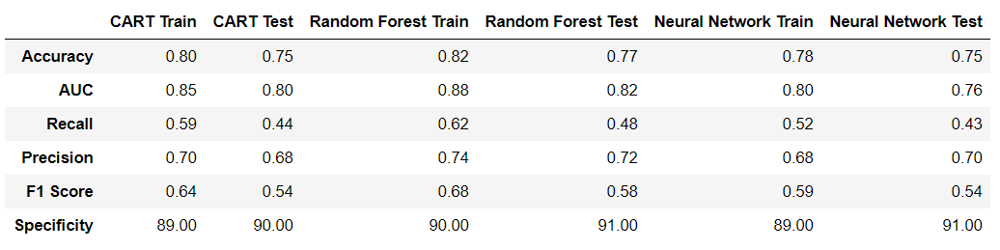 CART Train CART Test Random Forest Train Random Forest Test Neural Network Train Neural Network Test
Accuracy 0.80 0.75 0.82 0.77 0.78 0.75
AUC 0.85 0.80 0.88 0.82 0.80 0.76
Recall 0.59 0.44 0.62 0.48 0.52 0.43
Precision 0.70 0.68 0.74 0.72 0.68 0.70
F1 Score 0.64 0.54 0.68 0.58 0.59 0.54
Specificity 89.00 90.00 90.00 91.00 89.00 91.00